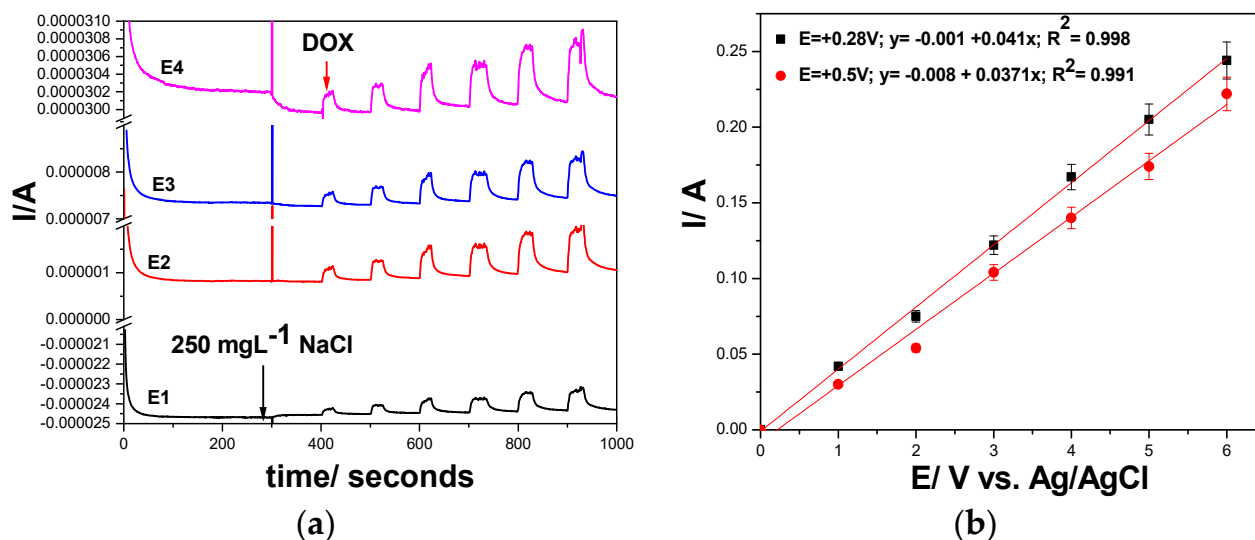 0.0000310
0.0000308
0.0000306
0.0000304
0.0000302
0.0000300
0.000008
0.000007
0.000001
0.000000
-0.000021
-0.000023
-0.000024
-0.000025
I/A
E4
DOX
E3
E2
250 mgL⁻¹ NaCl
E1
0 200 400 600 800 1000
time/ seconds
(a)
E=+0.28V; y= -0.001 +0.041x; R²= 0.998
E=+0.5V; y= -0.008 + 0.0371x; R²= 0.991
0.25
0.20
0.15
0.10
0.05
0.00
I/ A
0 1 2 3 4 5 6
E/ V vs. Ag/AgCl
(b)